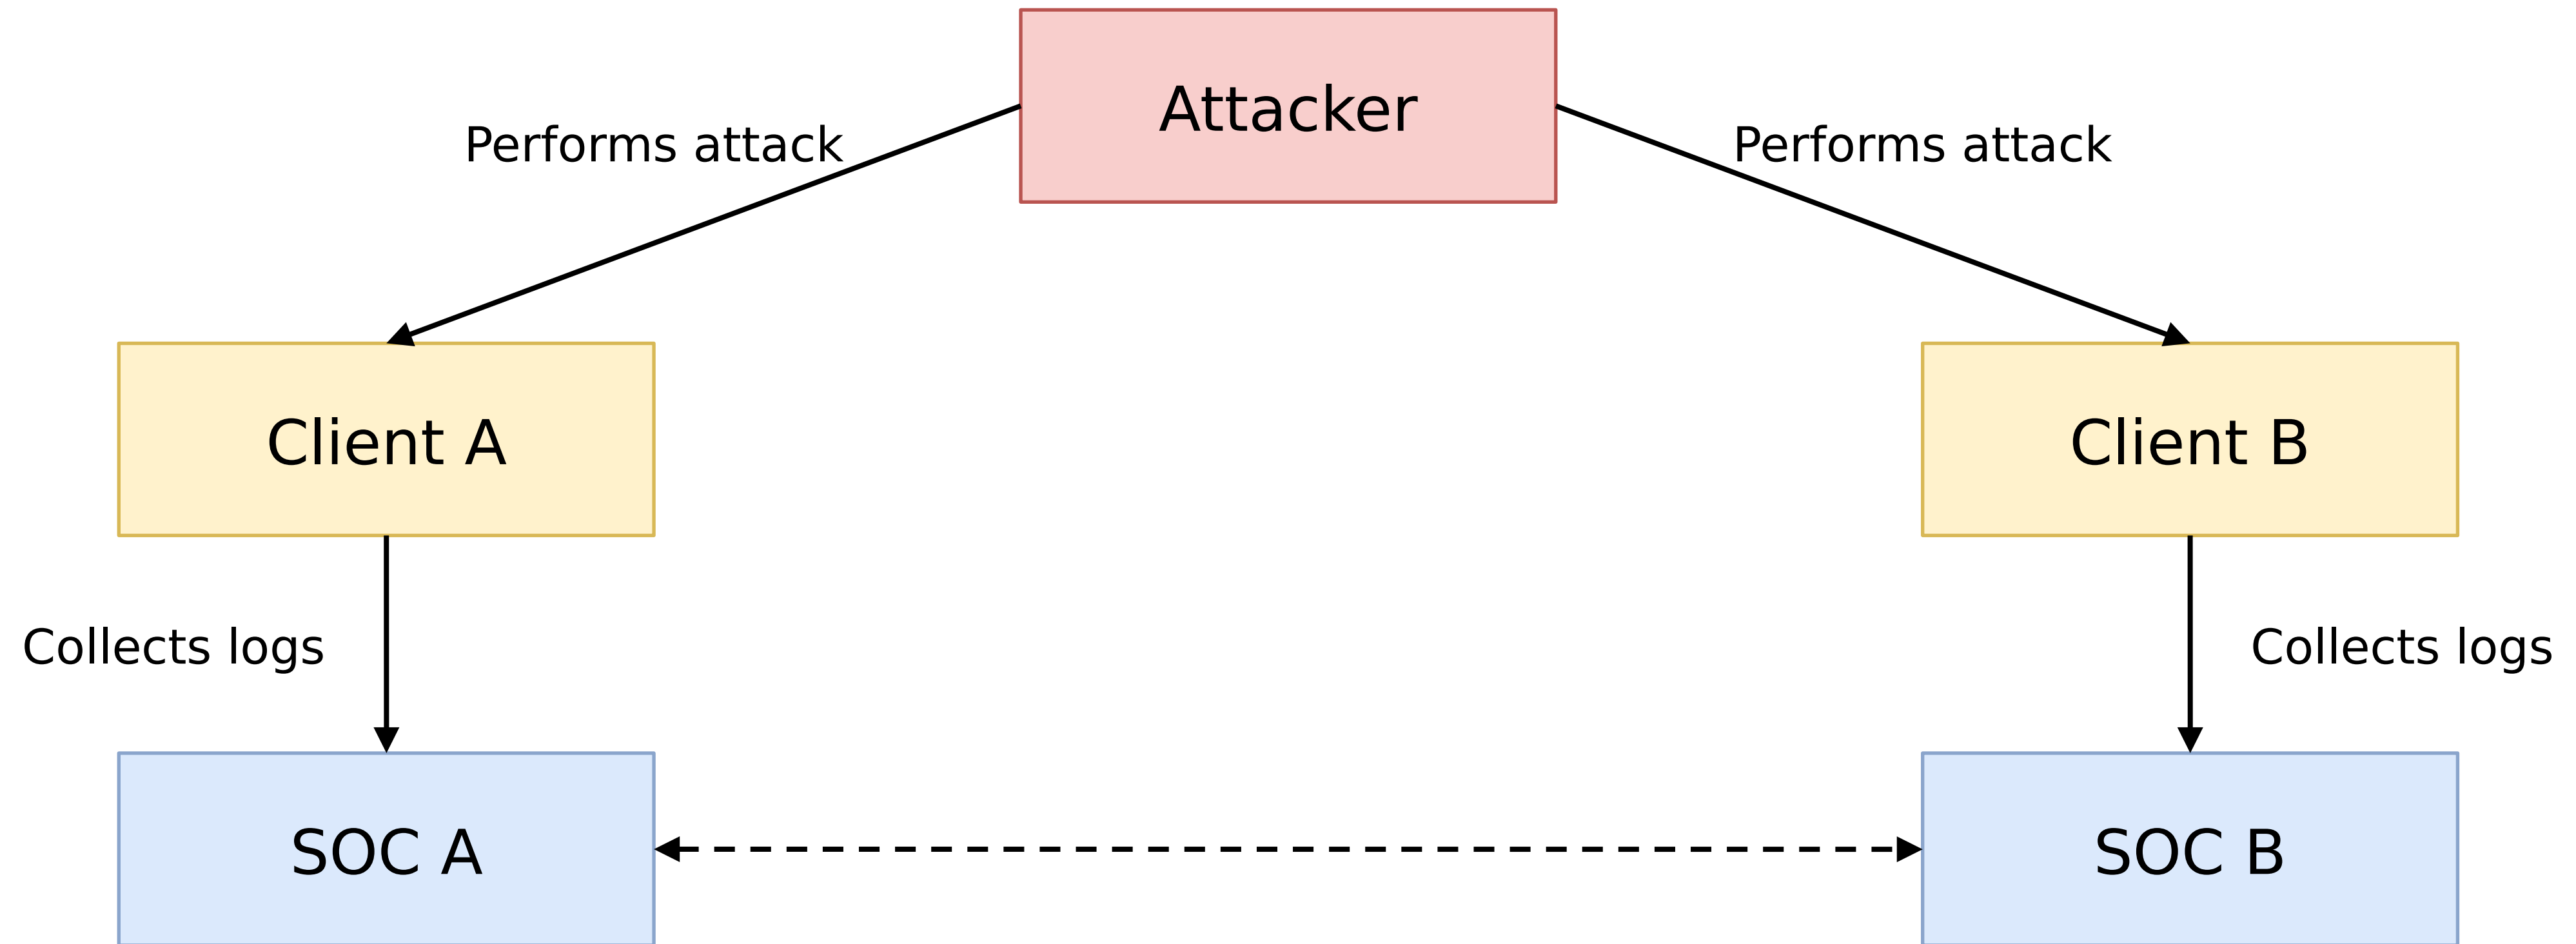 Attacker
Performs attack
Performs attack
Client A
Client B
Collects logs
Collects logs
SOC A
SOC B